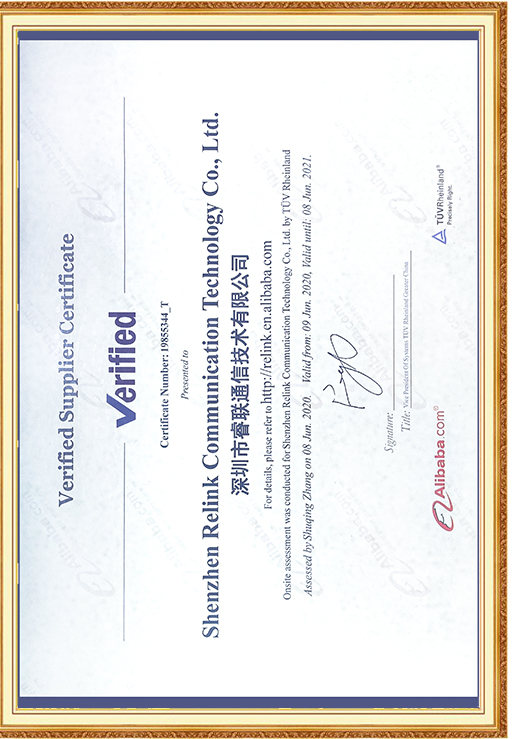 Verified Supplier Certificate
Verified
Certificate Number: 19855344_T
Presented to
Shenzhen Relink Communication Technology Co., Ltd.
深圳市睿联通信技术有限公司
For details, please refer to http://relink.en.alibaba.com
Onsite assessment was conducted for Shenzhen Relink Communication Technology Co., Ltd. by TÜV Rheinland
Assessed by Shuqing Zhang on 08 Jun. 2020. Valid from: 09 Jun. 2020, Valid until: 08 Jun. 2021.
Signature:
Title: Vice President Of Systems TÜV Rheinland Greater China
Alibaba.com®
TÜVRheinland®
Precisely Right.